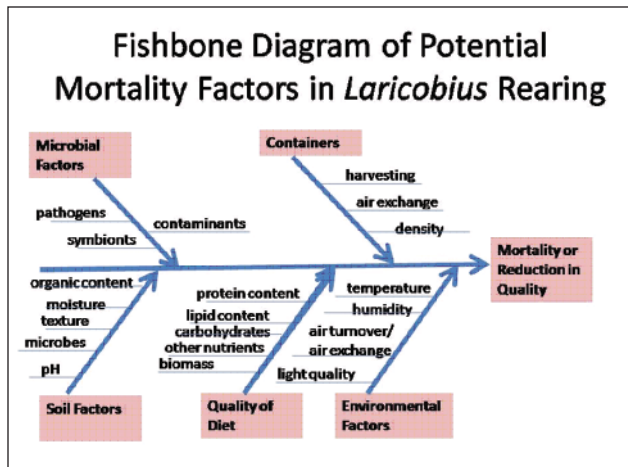 Fishbone Diagram of Potential
Mortality Factors in Laricobius Rearing
Microbial
Factors
Containers
pathogens
symbionts
contaminants
harvesting
air exchange
density
Mortality or
Reduction in
Quality
organic content
moisture
texture
microbes
pH
protein content
lipid content
carbohydrates
other nutrients
biomass
temperature
humidity
air turnover/
air exchange
light quality
Soil Factors
Quality of
Diet
Environmental
Factors